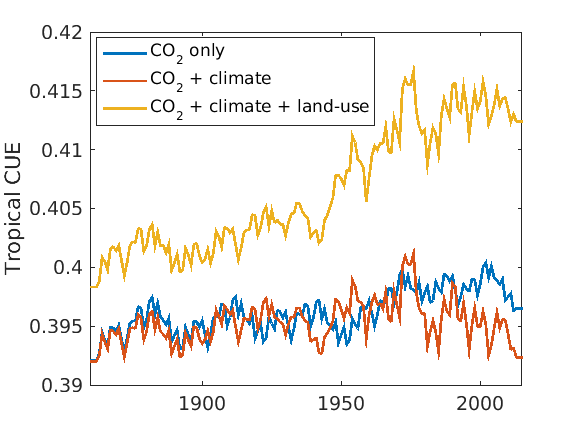 0.42
0.415
0.41
0.405
0.4
0.395
0.39
Tropical CUE
CO2 only
CO2 + climate
CO2 + climate + land-use
1900
1950
2000